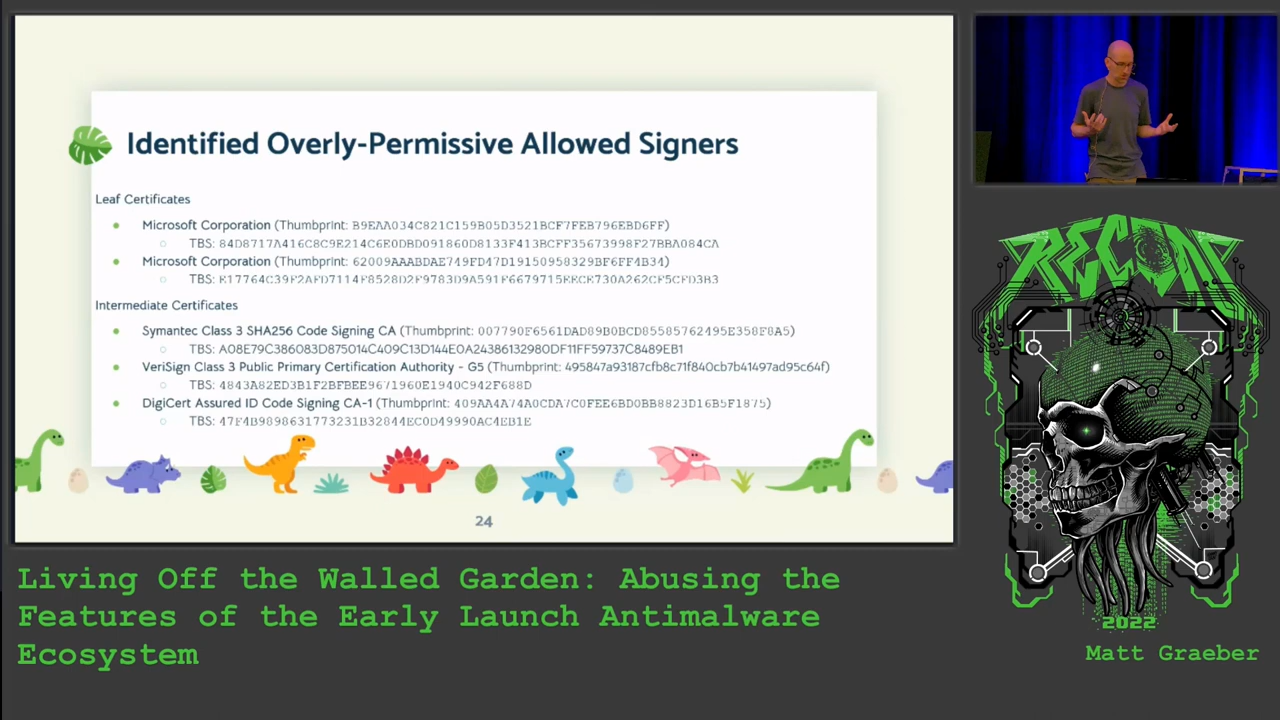 Identified Overly-Permissive Allowed Signers
Leaf Certificates
Microsoft Corporation (Thumbprint: B9EAA034C821C159B05D3521BCF7FEB796EBD6FF)
TBS: 84D8717A416C8C9E214C6E0DBD091860D8133F413BCFF35673998F27BBA084CA
Microsoft Corporation (Thumbprint: 62009AAABDAE749FD47D19150958329BF6FF4B34)
TBS:
Intermediate Certificates
Symantec Class 3 SHA256 Code Signing CA (Thumbprint: 007790F6561DAD89B0BCD85585762495E358F8A5)
TBS: A08E79C386083D875014C409C13D144E0A24386132980DF11FF59737C8489EB1
VeriSign Class 3 Public Primary Certification Authority - G5 (Thumbprint: 495847a93187cfb8c71f840cb7b41497ad95c64f)
TBS: 4843A82ED3B1F2BFBEE9671960E1940C942F688D
DigiCert Assured ID Code Signing CA-1 (Thumbprint: 409AA4A74A0CDA7C0FEE6BD0BB8823D16B5F1875)
TBS: 47F4B9898631773231B32844EC0D49990AC4EB1E
24
RECON
2022
Living Off the Walled Garden: Abusing the
Features of the Early Launch Antimalware
Ecosystem
Matt Graeber